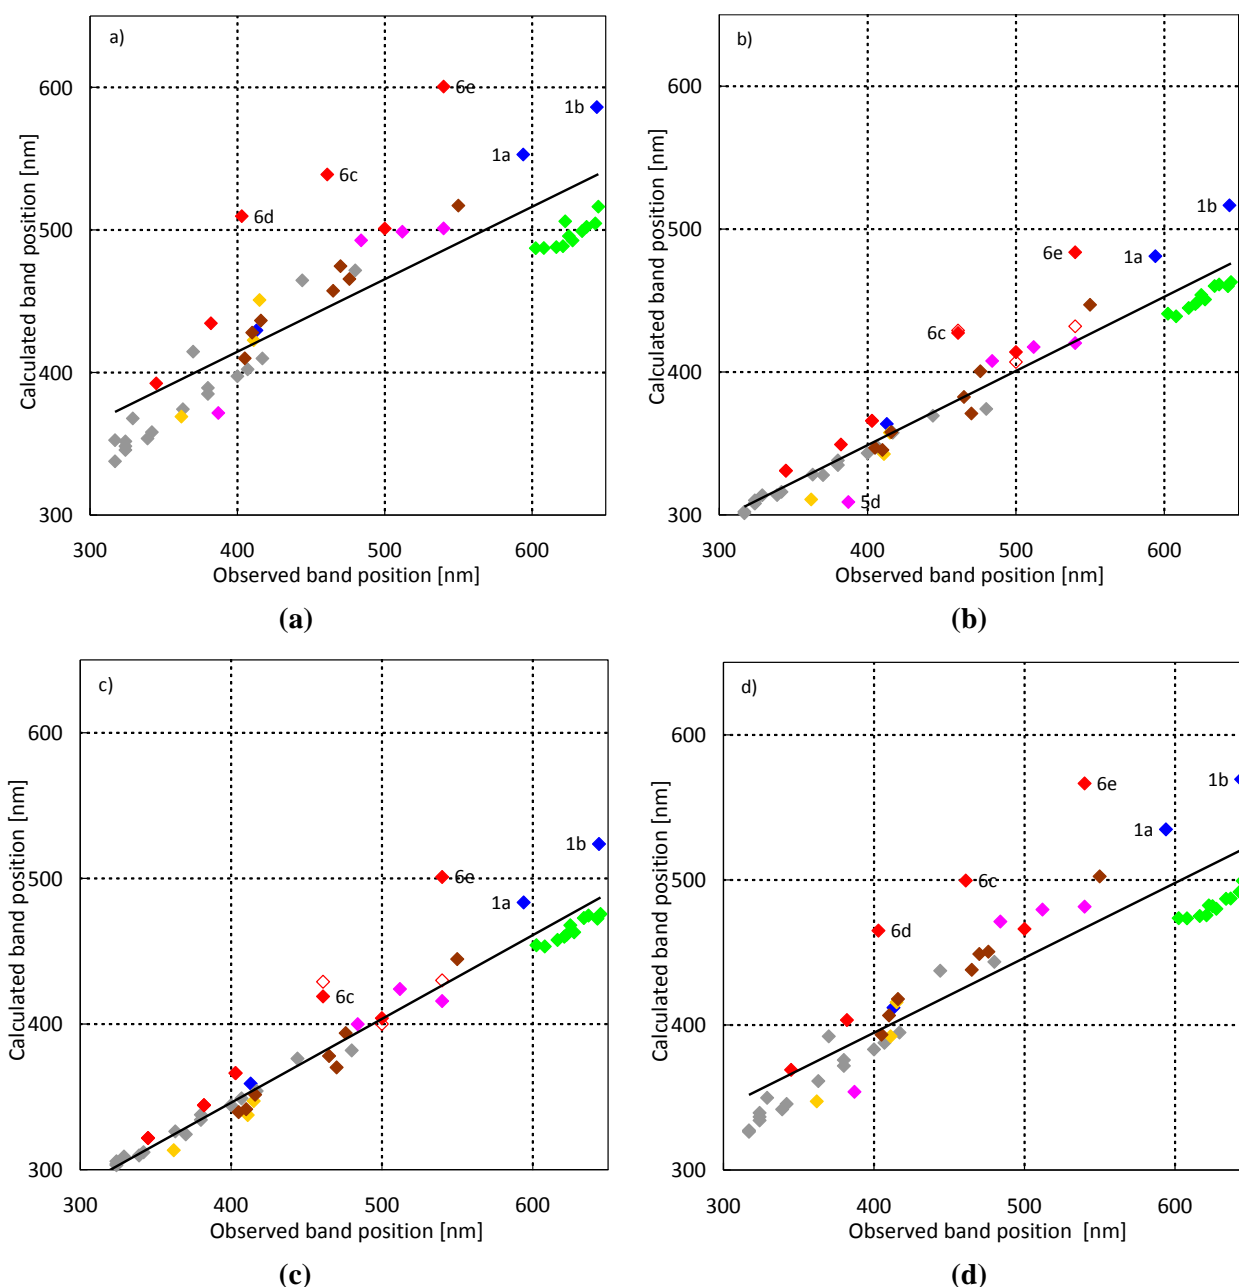 a)
600
500
400
300
300 400 500 600
Calculated band position [nm]
Observed band position [nm]
6e
1b
1a
6c
6d
(a)
b)
600
500
400
300
300 400 500 600
Calculated band position [nm]
Observed band position [nm]
1b
6e
1a
6c
5d
(b)
c)
600
500
400
300
300 400 500 600
Calculated band position [nm]
Observed band position [nm]
1b
6e
1a
6c
(c)
d)
600
500
400
300
300 400 500 600
Calculated band position [nm]
Observed band position [nm]
6e
1b
1a
6c
6d
(d)